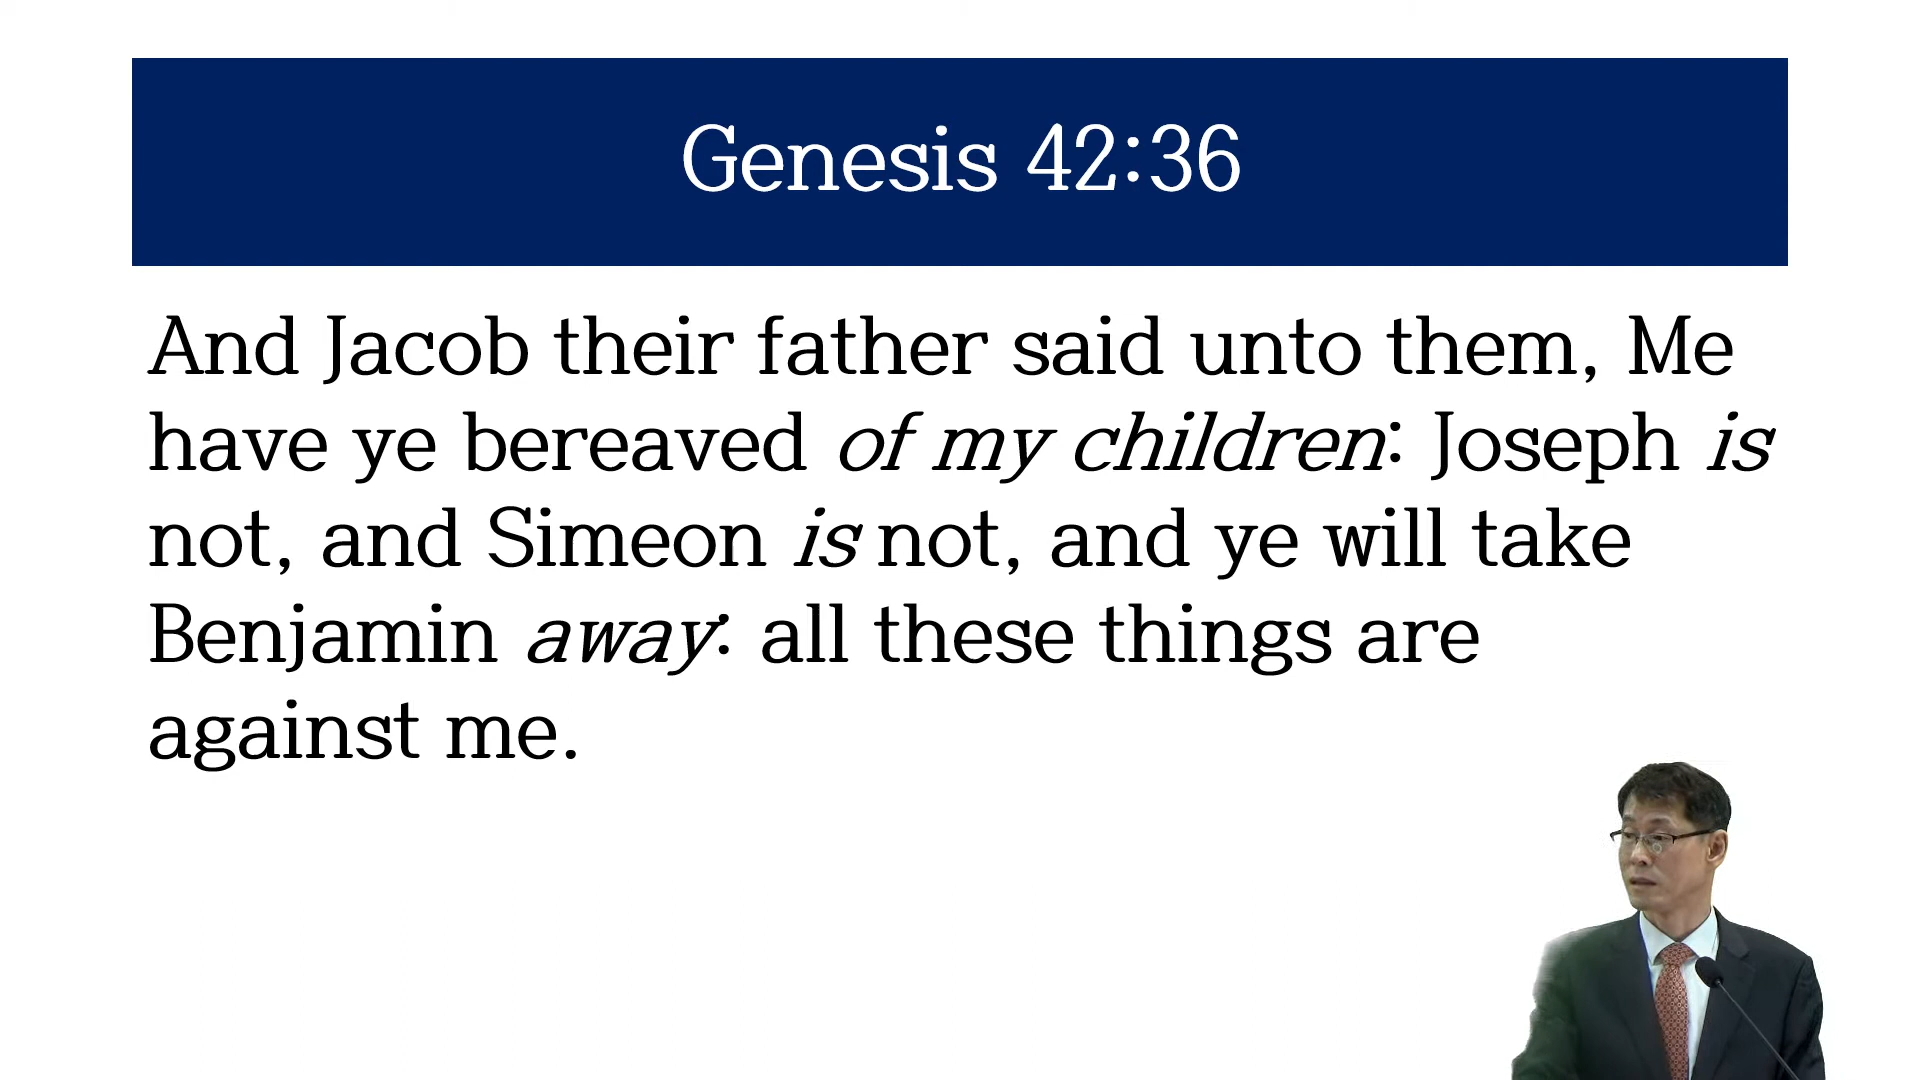 Genesis 42:36
And Jacob their father said unto them, Me
have ye bereaved of my children: Joseph is
not, and Simeon is not, and ye will take
Benjamin away: all these things are
against me.